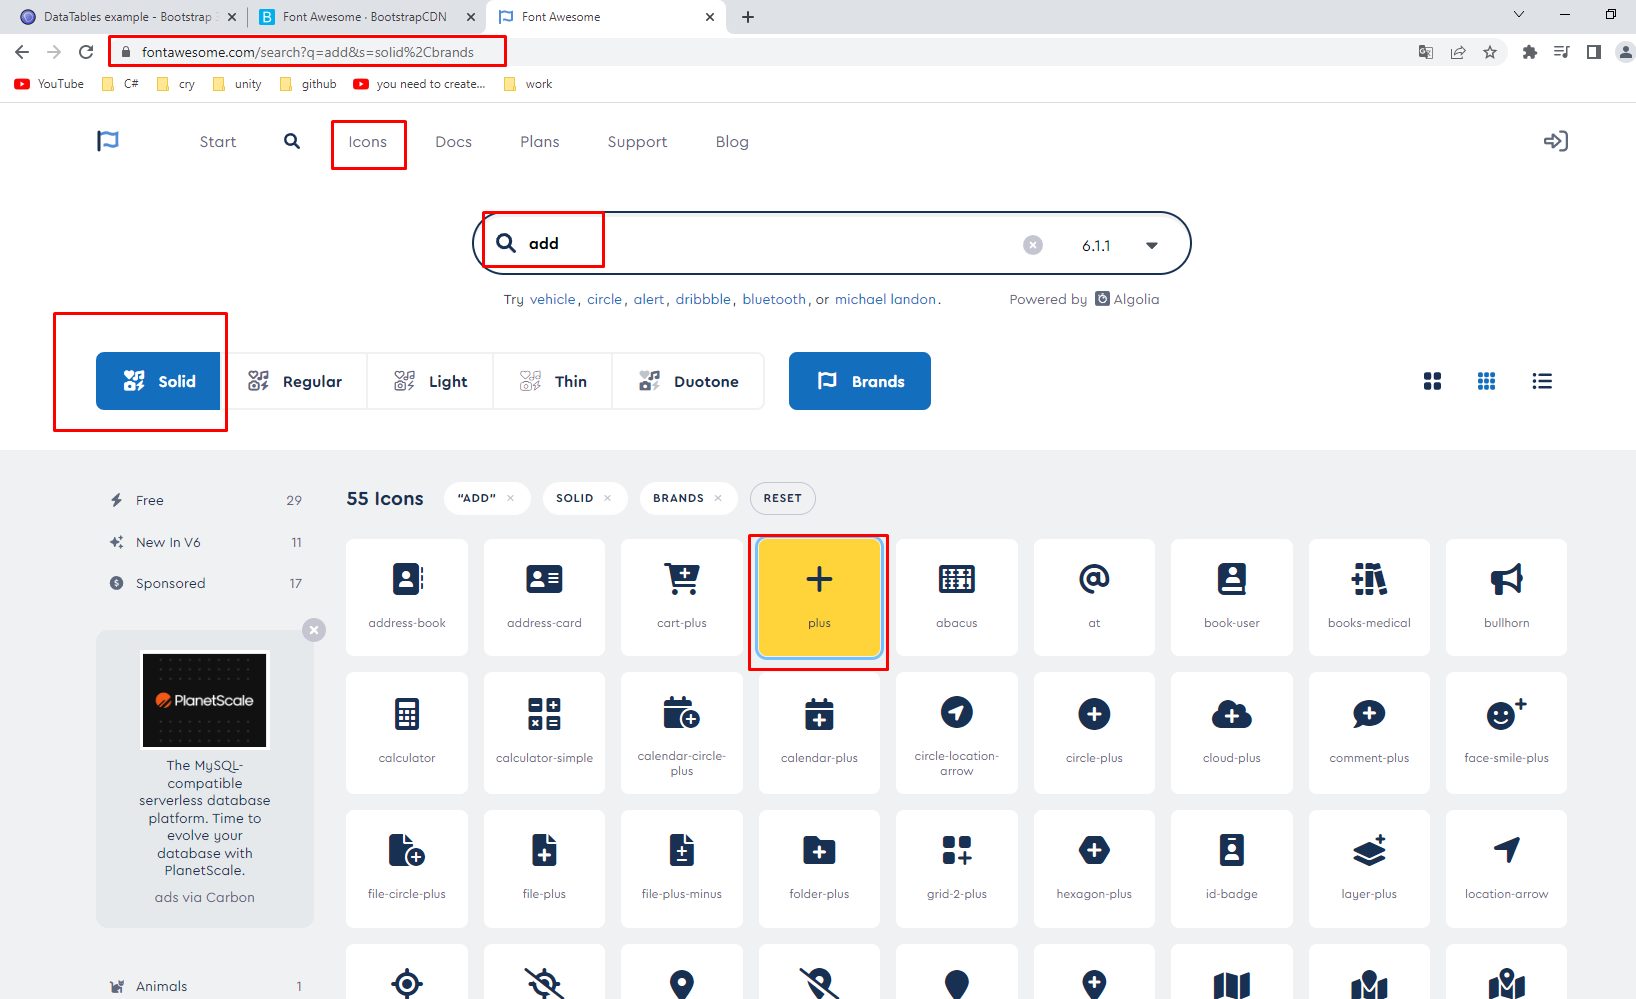 DataTables example - Bootstrap
Font Awesome · BootstrapCDN
Font Awesome
fontawesome.com/search?q=add&s=solid%2Cbrands
YouTube C# cry unity github you need to create... work
Start Icons Docs Plans Support Blog
add 6.1.1
Try vehicle, circle, alert, dribbble, bluetooth, or michael landon. Powered by Algolia
Solid Regular Light Thin Duotone Brands
Free 29
New In V6 11
Sponsored 17
PlanetScale
The MySQL-
compatible
serverless database
platform. Time to
evolve your
database with
PlanetScale.
ads via Carbon
Animals 1
55 Icons "ADD" × SOLID × BRANDS × RESET
address-book address-card cart-plus plus abacus at book-user books-medical bullhorn
calculator calculator-simple calendar-circle-plus calendar-plus circle-location-arrow circle-plus cloud-plus comment-plus face-smile-plus
file-circle-plus file-plus file-plus-minus folder-plus grid-2-plus hexagon-plus id-badge layer-plus location-arrow